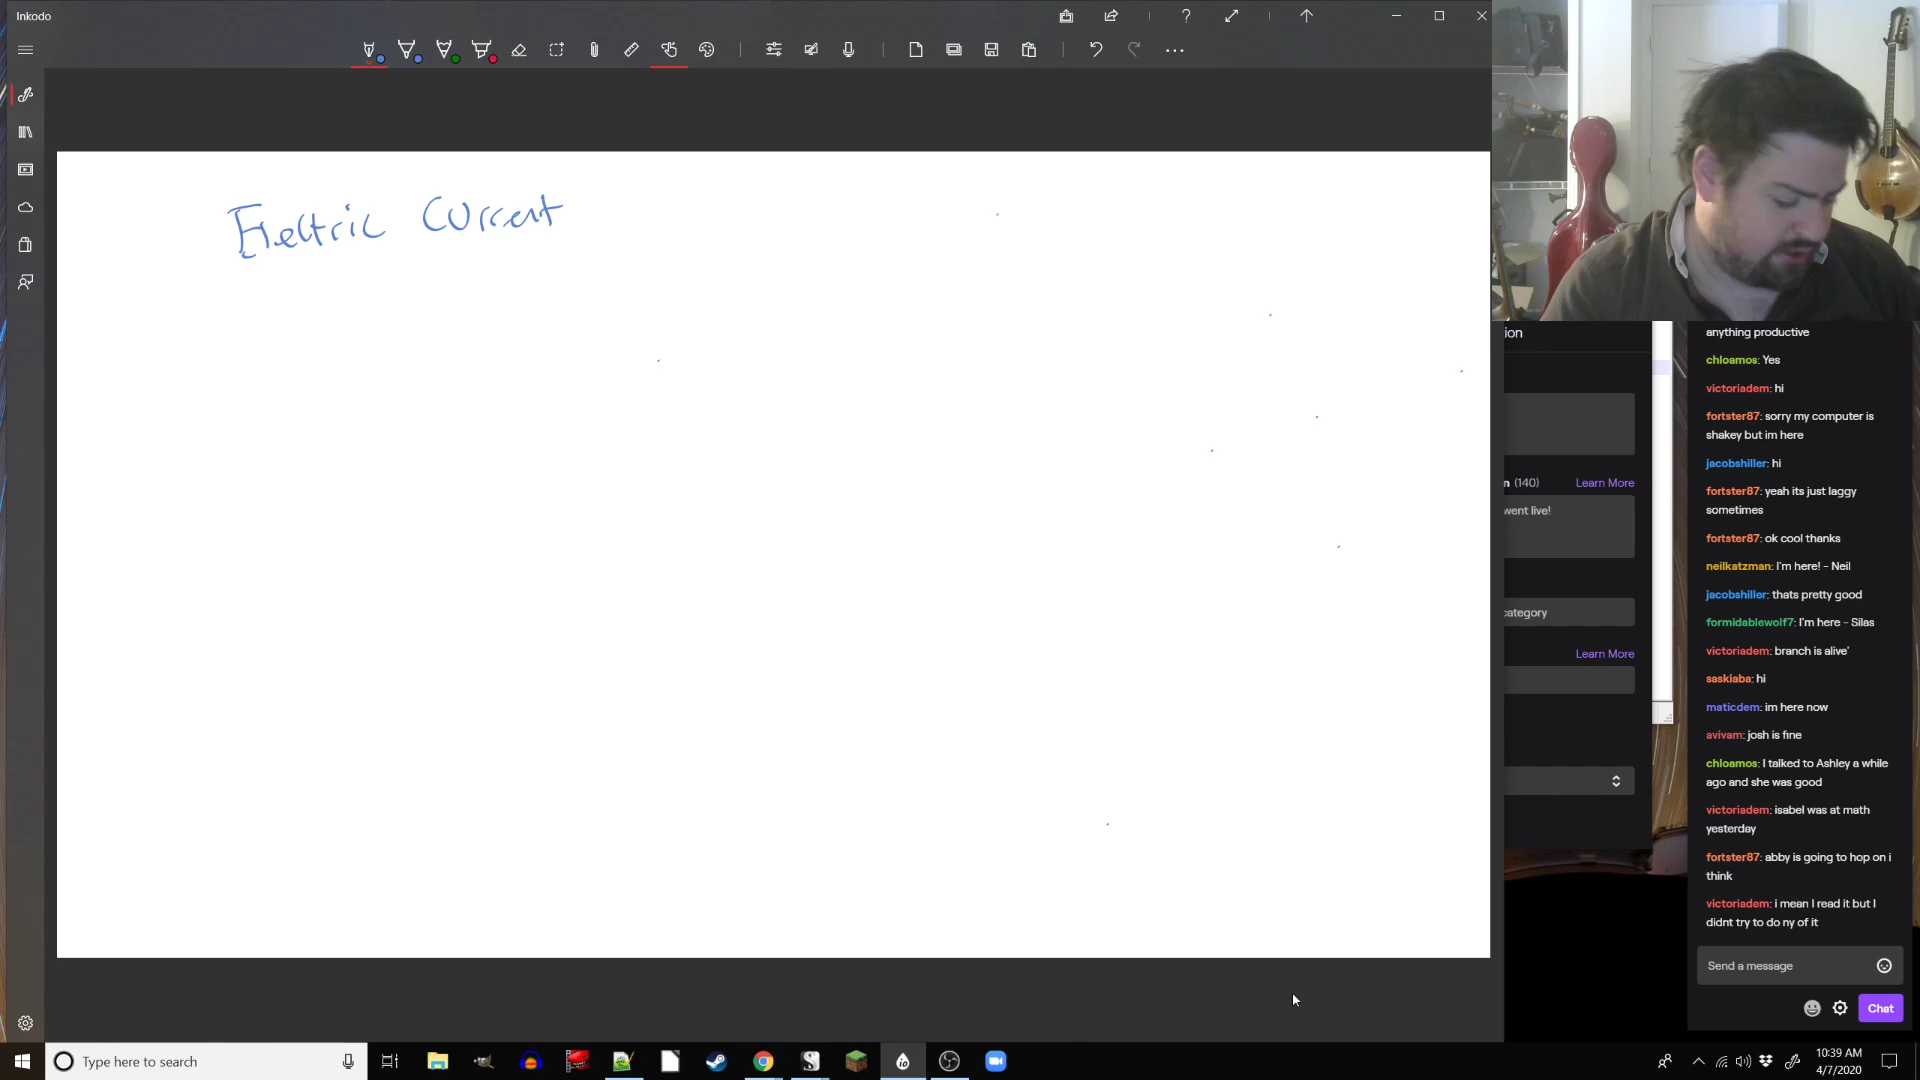 Inkodo
Eleltric Current
ion
anything productive
chloamos: Yes
victoriadem: hi
fortster87: sorry my computer is
shakey but im here
jacobshiller: hi
n (140) Learn More
fortster87: yeah its just laggy
sometimes
went live!
fortster87: ok cool thanks
neilkatzman: I'm here! - Neil
jacobshiller: thats pretty good
category
formidablewolf7: I'm here - Silas
Learn More
victoriadem: branch is alive'
saskiaba: hi
maticdem: im here now
avivam: josh is fine
chloamos: I talked to Ashley a while
ago and she was good
victoriadem: isabel was at math
yesterday
fortster87: abby is going to hop on i
think
victoriadem: i mean I read it but I
didnt try to do ny of it
Send a message
Chat
Type here to search
10:39 AM
4/7/2020